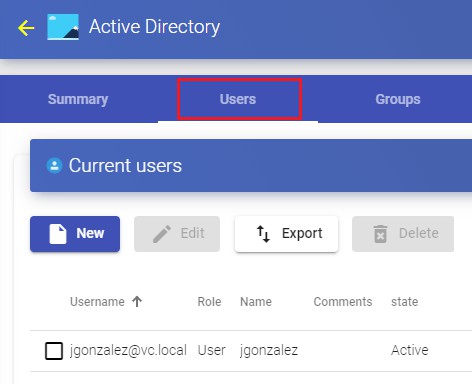 Active Directory
Summary Users Groups
Current users
New Edit Export Delete
Username Role Name Comments state
jgonzalez@vc.local User jgonzalez Active